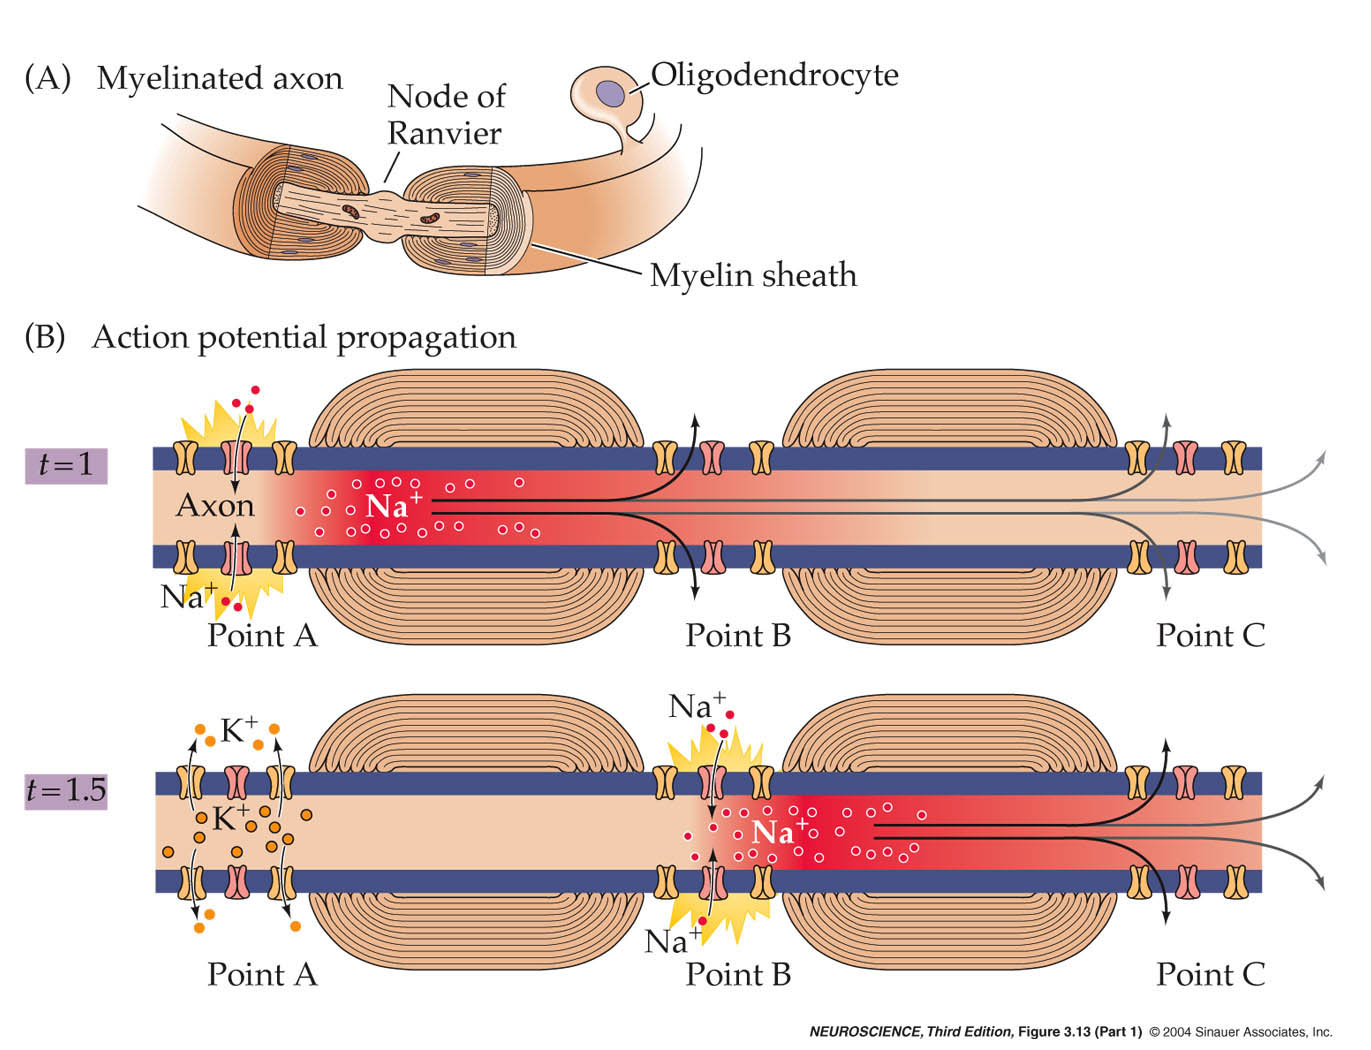 (A) Myelinated axon
Node of
Ranvier
Oligodendrocyte
Myelin sheath
(B) Action potential propagation
t=1
Axon
Na+
Na+
Point A
Point B
Point C
t=1.5
K+
K+
Na+
Na+
Na+
Point A
Point B
Point C
NEUROSCIENCE, Third Edition, Figure 3.13 (Part 1) © 2004 Sinauer Associates, Inc.